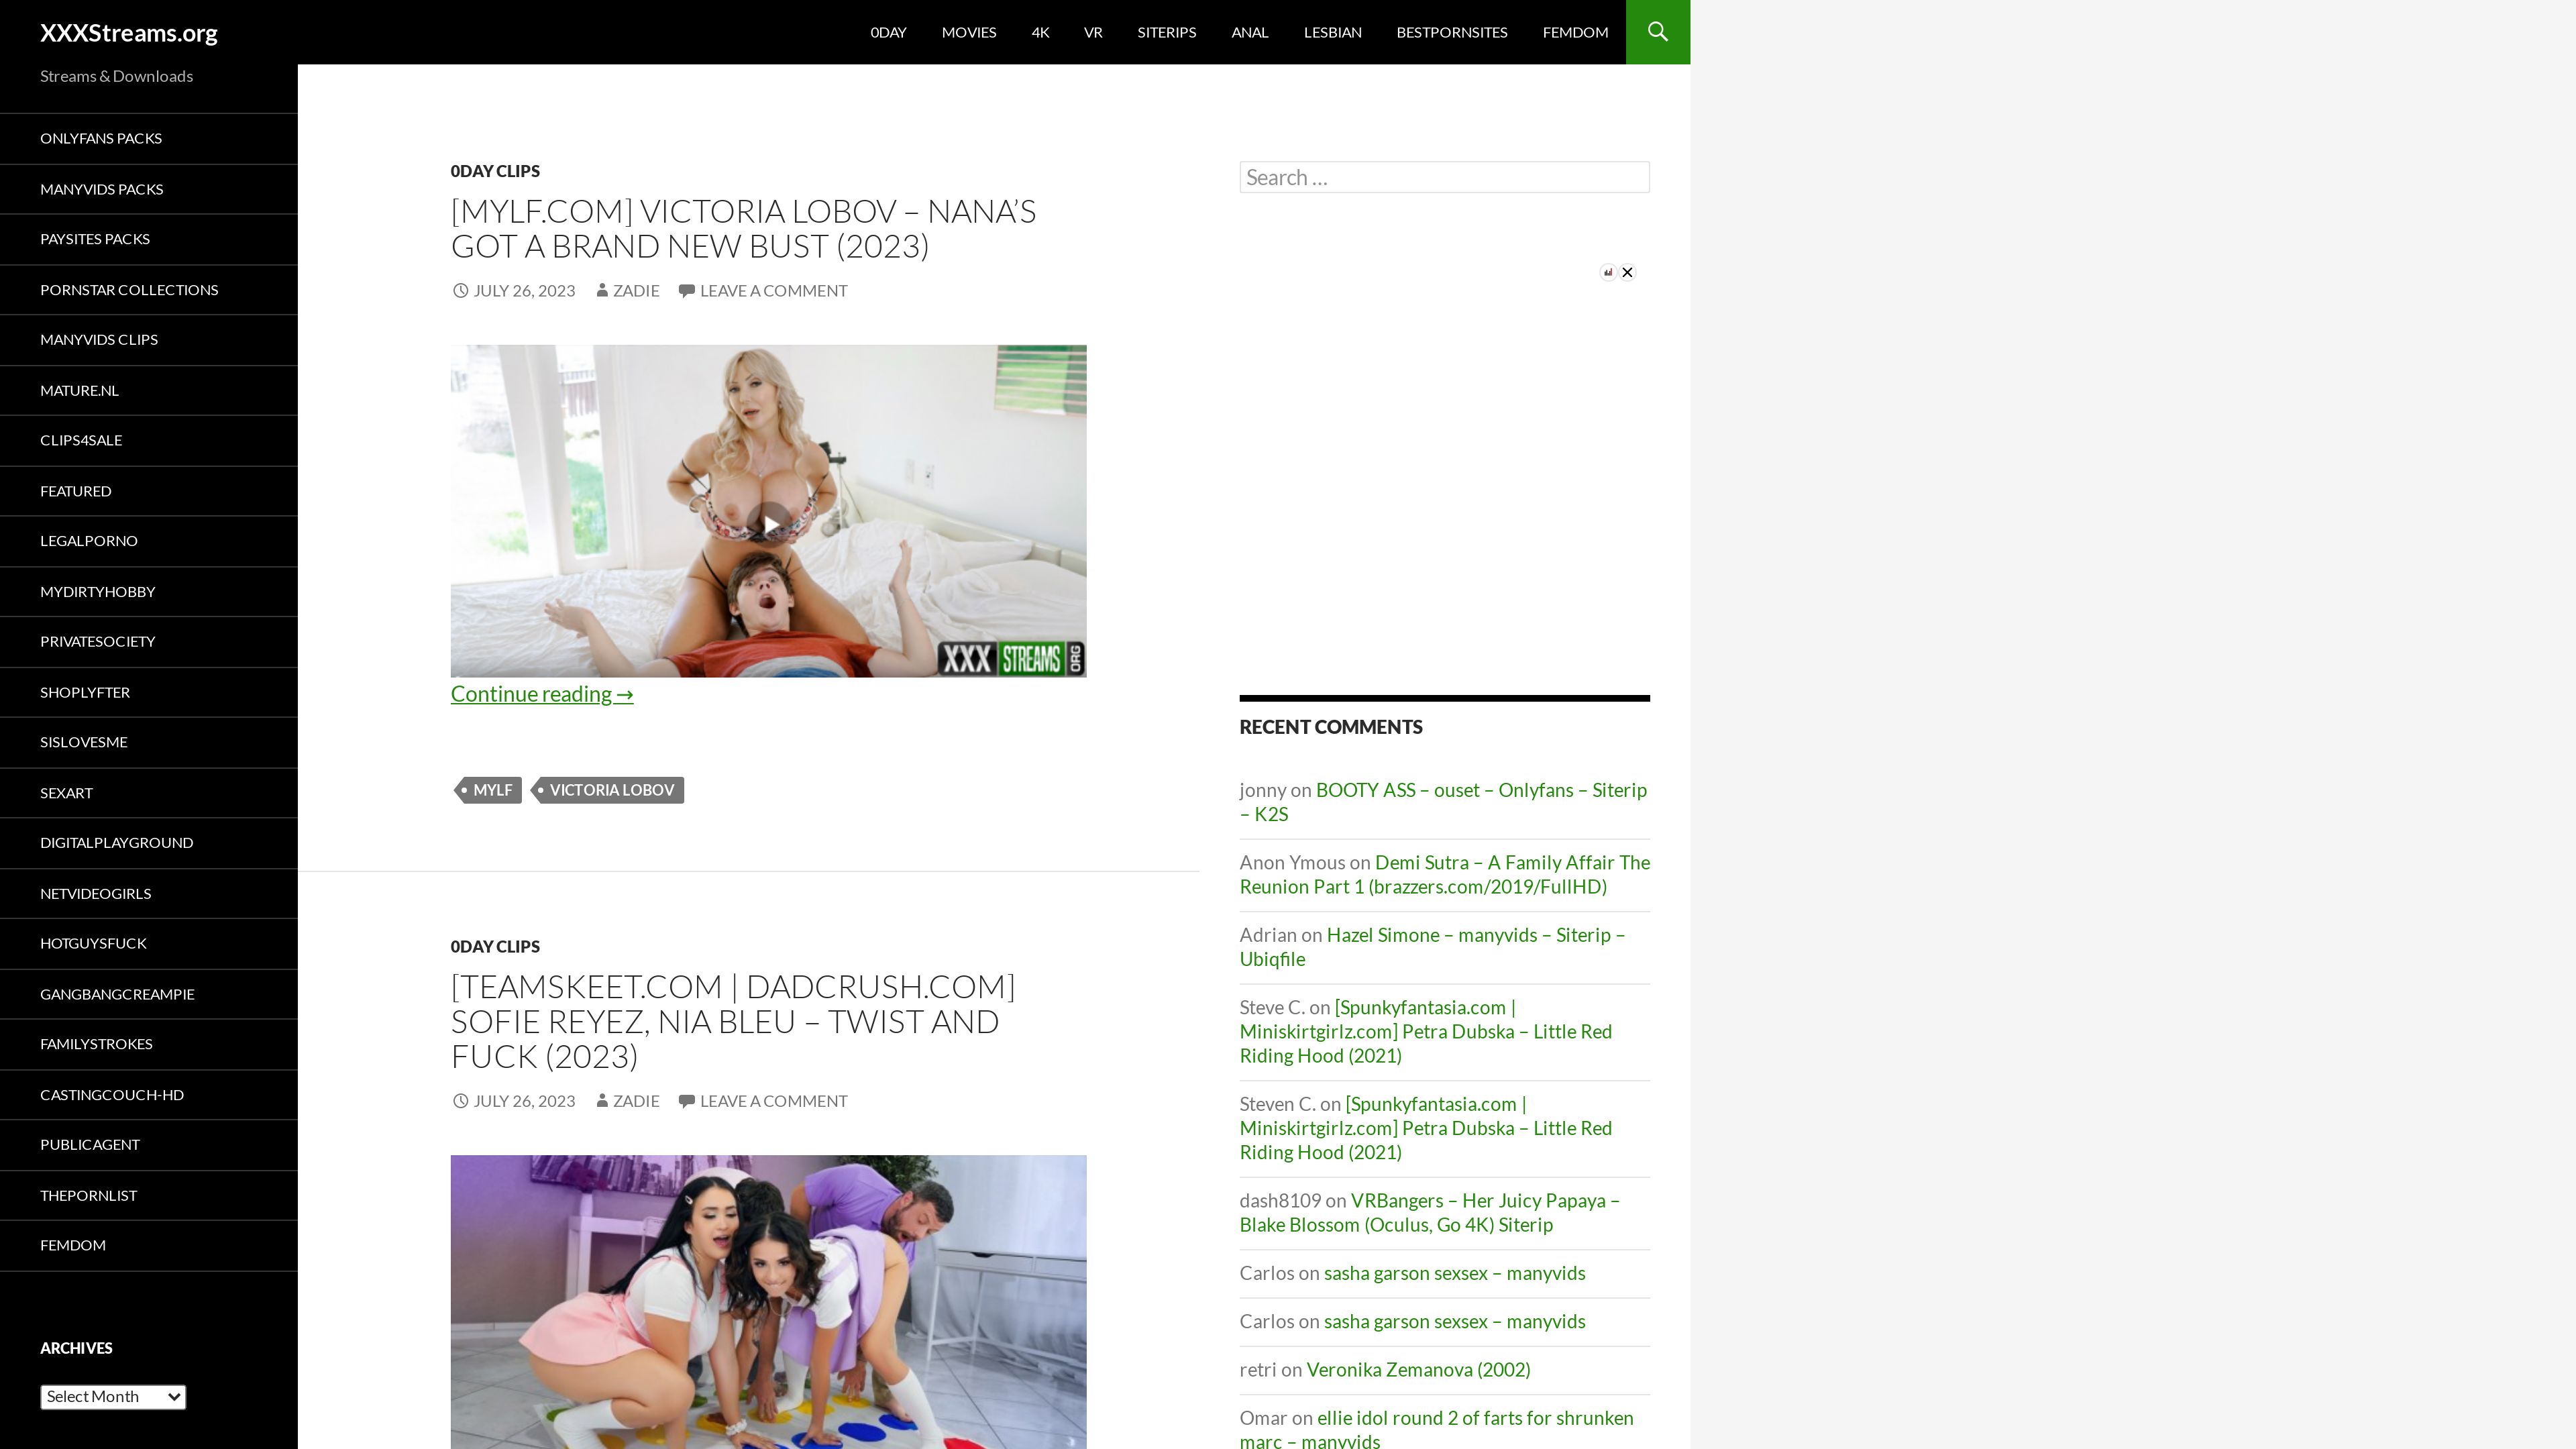 XXXStreams.org
Streams & Downloads
0DAY
MOVIES
4K
VR
SITERIPS
ANAL
LESBIAN
BESTPORNSITES
FEMDOM
ONLYFANS PACKS
MANYVIDS PACKS
PAYSITES PACKS
PORNSTAR COLLECTIONS
MANYVIDS CLIPS
MATURE.NL
CLIPS4SALE
FEATURED
LEGALPORNO
MYDIRTYHOBBY
PRIVATESOCIETY
SHOPLYFTER
SISLOVESME
SEXART
DIGITALPLAYGROUND
NETVIDEOGIRLS
HOTGUYSFUCK
GANGBANGCREAMPIE
FAMILYSTROKES
CASTINGCOUCH-HD
PUBLICAGENT
THEPORNLIST
FEMDOM
ARCHIVES
Select Month
0DAY CLIPS
[MYLF.COM] VICTORIA LOBOV – NANA’S
GOT A BRAND NEW BUST (2023)
JULY 26, 2023 ZADIE LEAVE A COMMENT
XXX STREAMS ORG
Continue reading →
MYLF
VICTORIA LOBOV
0DAY CLIPS
[TEAMSKEET.COM | DADCRUSH.COM]
SOFIE REYEZ, NIA BLEU – TWIST AND
FUCK (2023)
JULY 26, 2023 ZADIE LEAVE A COMMENT
Search …
RECENT COMMENTS
jonny on BOOTY ASS – ouset – Onlyfans – Siterip
– K2S
Anon Ymous on Demi Sutra – A Family Affair The
Reunion Part 1 (brazzers.com/2019/FullHD)
Adrian on Hazel Simone – manyvids – Siterip –
Ubiqfile
Steve C. on [Spunkyfantasia.com |
Miniskirtgirlz.com] Petra Dubska – Little Red
Riding Hood (2021)
Steven C. on [Spunkyfantasia.com |
Miniskirtgirlz.com] Petra Dubska – Little Red
Riding Hood (2021)
dash8109 on VRBangers – Her Juicy Papaya –
Blake Blossom (Oculus, Go 4K) Siterip
Carlos on sasha garson sexsex – manyvids
Carlos on sasha garson sexsex – manyvids
retri on Veronika Zemanova (2002)
Omar on ellie idol round 2 of farts for shrunken
marc – manyvids